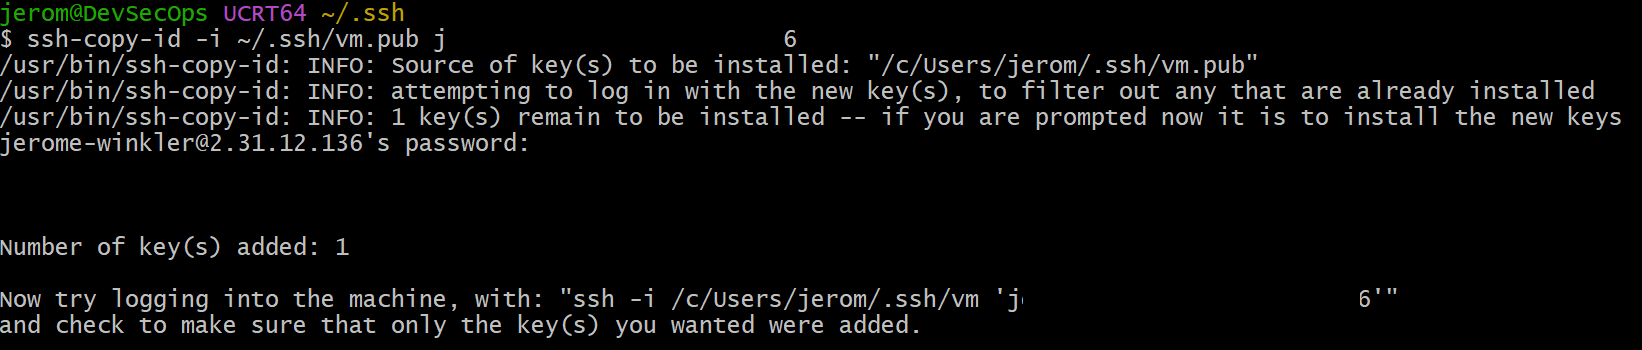 jerom@DevSecOps UCRT64 ~/.ssh
$ ssh-copy-id -i ~/.ssh/vm.pub j 6
/usr/bin/ssh-copy-id: INFO: Source of key(s) to be installed: "/c/Users/jerom/.ssh/vm.pub"
/usr/bin/ssh-copy-id: INFO: attempting to log in with the new key(s), to filter out any that are already installed
/usr/bin/ssh-copy-id: INFO: 1 key(s) remain to be installed -- if you are prompted now it is to install the new keys
jerome-winkler@2.31.12.136's password:
Number of key(s) added: 1
Now try logging into the machine, with: "ssh -i /c/Users/jerom/.ssh/vm 'j 6'"
and check to make sure that only the key(s) you wanted were added.